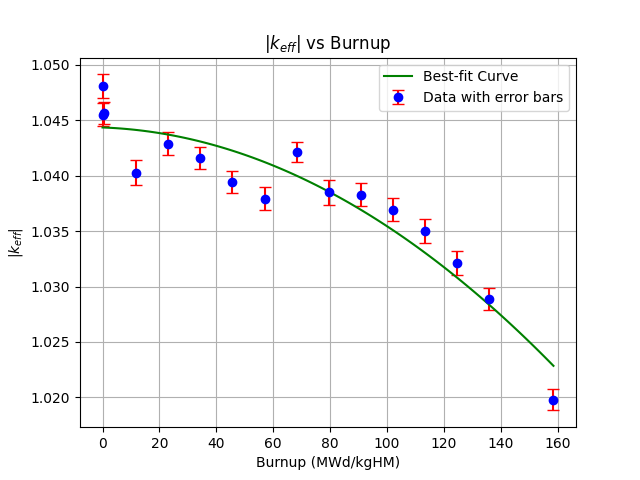 |k_eff| vs Burnup
1.050
1.045
1.040
1.035
1.030
1.025
1.020
|k_eff|
Best-fit Curve
Data with error bars
0 20 40 60 80 100 120 140 160
Burnup (MWd/kgHM)